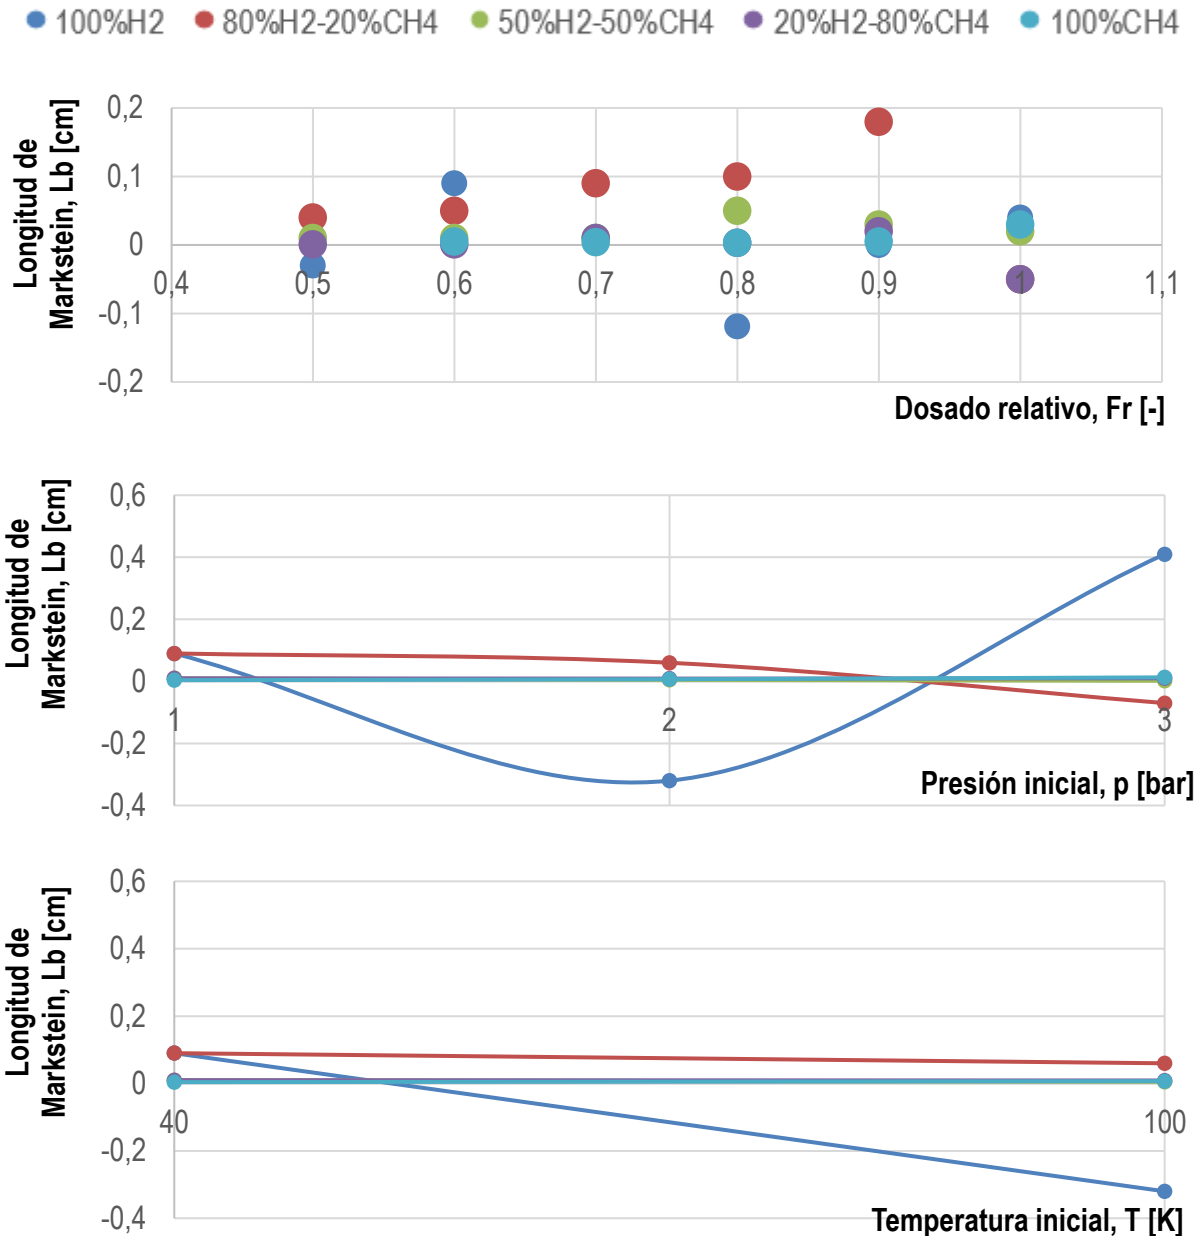 100%H2 80%H2-20%CH4 50%H2-50%CH4 20%H2-80%CH4 100%CH4
Longitud de
Markstein, Lb [cm]
0,2
0,1
0
-0,1
-0,2
0,4 0,5 0,6 0,7 0,8 0,9 1 1,1
Dosado relativo, Fr [-]
Longitud de
Markstein, Lb [cm]
0,6
0,4
0,2
0
-0,2
-0,4
1 2 3
Presión inicial, p [bar]
Longitud de
Markstein, Lb [cm]
0,6
0,4
0,2
0
-0,2
-0,4
40 100
Temperatura inicial, T [K]